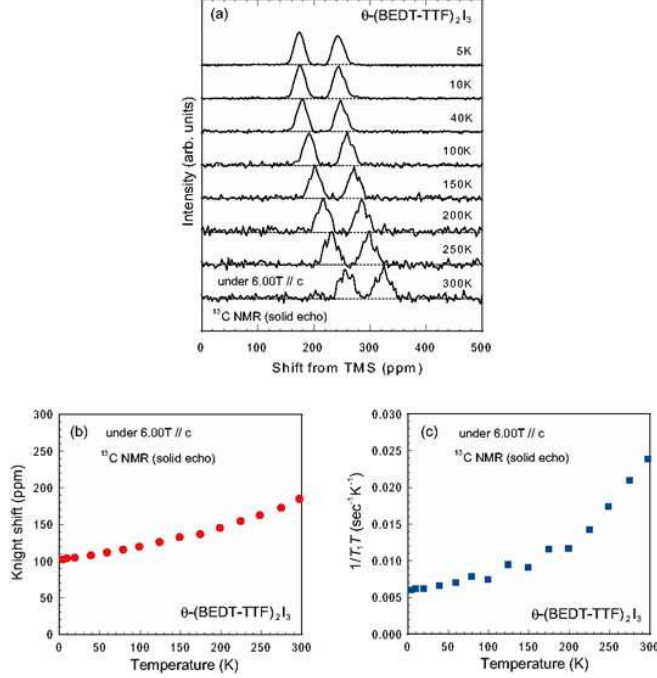 (a)
θ-(BEDT-TTF)₂I₃
5K
10K
40K
100K
150K
200K
250K
300K
under 6.00T // c
¹³C NMR (solid echo)
Intensity (arb. units)
0 100 200 300 400 500
Shift from TMS (ppm)
(b)
under 6.00T // c
¹³C NMR (solid echo)
300
250
200
150
100
50
0
Knight shift (ppm)
θ-(BEDT-TTF)₂I₃
0 50 100 150 200 250 300
Temperature (K)
(c)
under 6.00T // c
¹³C NMR (solid echo)
0.030
0.025
0.020
0.015
0.010
0.005
0.000
1/T₁T (sec⁻¹K⁻¹)
θ-(BEDT-TTF)₂I₃
0 50 100 150 200 250 300
Temperature (K)